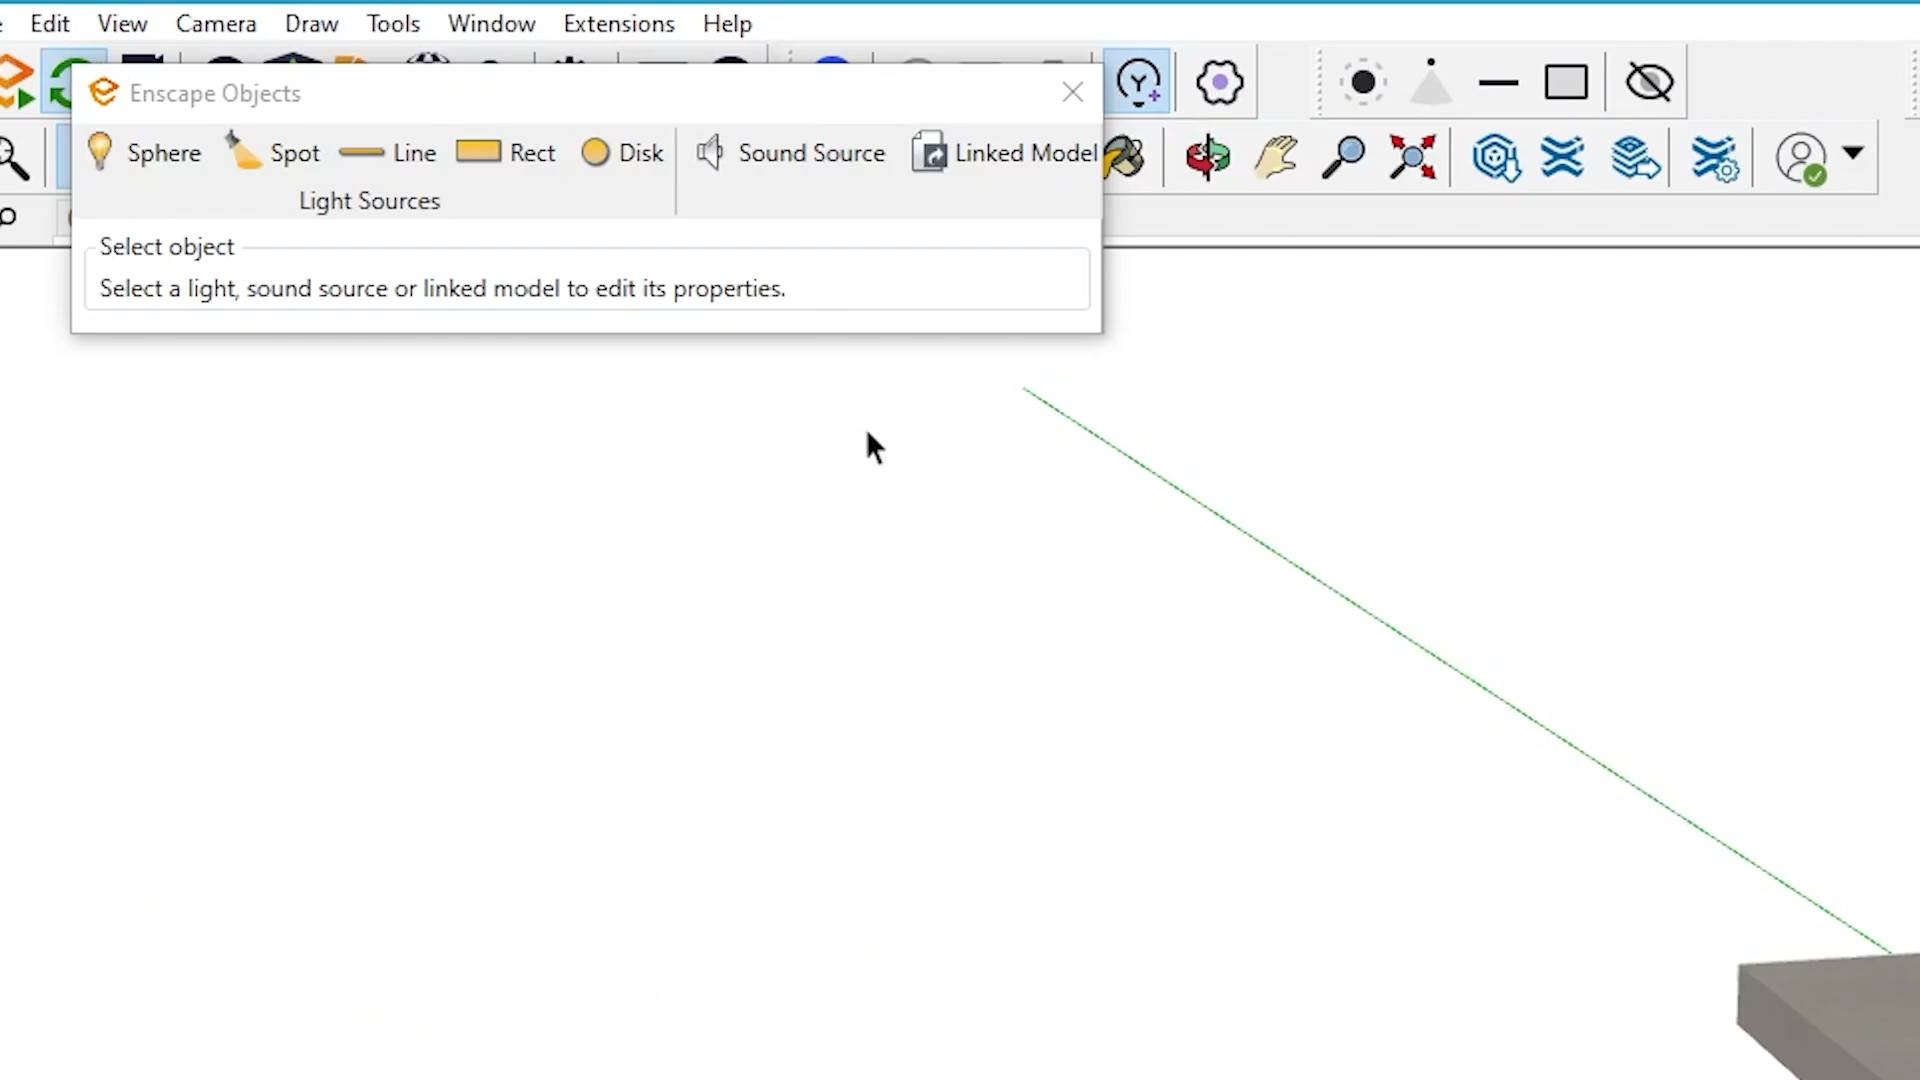 Edit View Camera Draw Tools Window Extensions Help
Enscape Objects
Sphere Spot Line Rect Disk Sound Source Linked Model
Light Sources
Select object
Select a light, sound source or linked model to edit its properties.